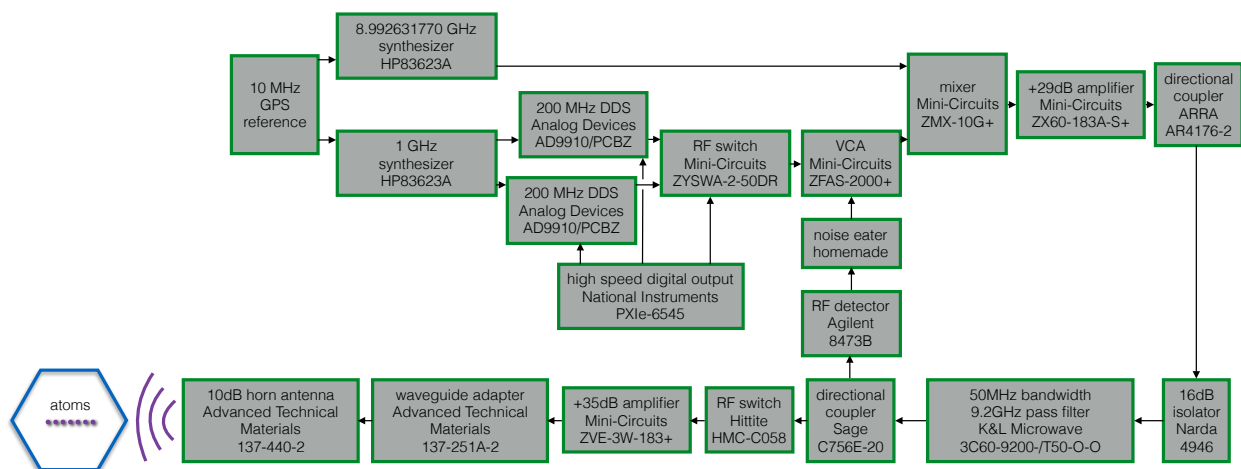 8.992631770 GHz
synthesizer
HP83623A
10 MHz
GPS
reference
1 GHz
synthesizer
HP83623A
200 MHz DDS
Analog Devices
AD9910/PCBZ
200 MHz DDS
Analog Devices
AD9910/PCBZ
RF switch
Mini-Circuits
ZYSWA-2-50DR
VCA
Mini-Circuits
ZFAS-2000+
mixer
Mini-Circuits
ZMX-10G+
+29dB amplifier
Mini-Circuits
ZX60-183A-S+
directional
coupler
ARRA
AR4176-2
noise eater
homemade
high speed digital output
National Instruments
PXIe-6545
RF detector
Agilent
8473B
atoms
10dB horn antenna
Advanced Technical
Materials
137-440-2
waveguide adapter
Advanced Technical
Materials
137-251A-2
+35dB amplifier
Mini-Circuits
ZVE-3W-183+
RF switch
Hittite
HMC-C058
directional
coupler
Sage
C756E-20
50MHz bandwidth
9.2GHz pass filter
K&L Microwave
3C60-9200-/T50-O-O
16dB
isolator
Narda
4946